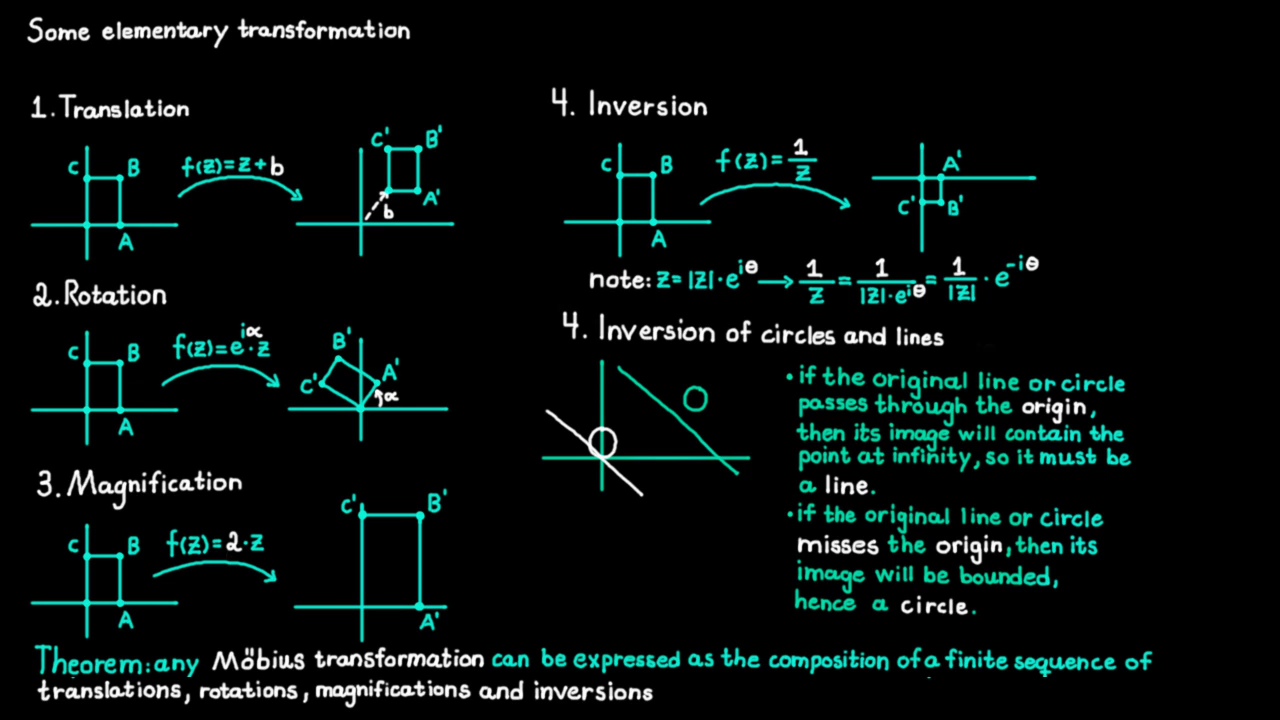 Some elementary transformation
1. Translation
C B
A
f(z)=z+b
C' B'
A'
b
2. Rotation
C B
A
f(z)=e^{iα}·z
B'
C' A'
α
3. Magnification
C B
A
f(z)=2·z
C' B'
A'
4. Inversion
C B
A
f(z)=1/z
A'
C' B'
note: z=|z|·e^{iθ} → 1/z = 1/(|z|·e^{iθ}) = 1/|z| · e^{-iθ}
4. Inversion of circles and lines
• if the original line or circle
passes through the origin,
then its image will contain the
point at infinity, so it must be
a line.
• if the original line or circle
misses the origin, then its
image will be bounded,
hence a circle.
Theorem: any Möbius transformation can be expressed as the composition of a finite sequence of
translations, rotations, magnifications and inversions